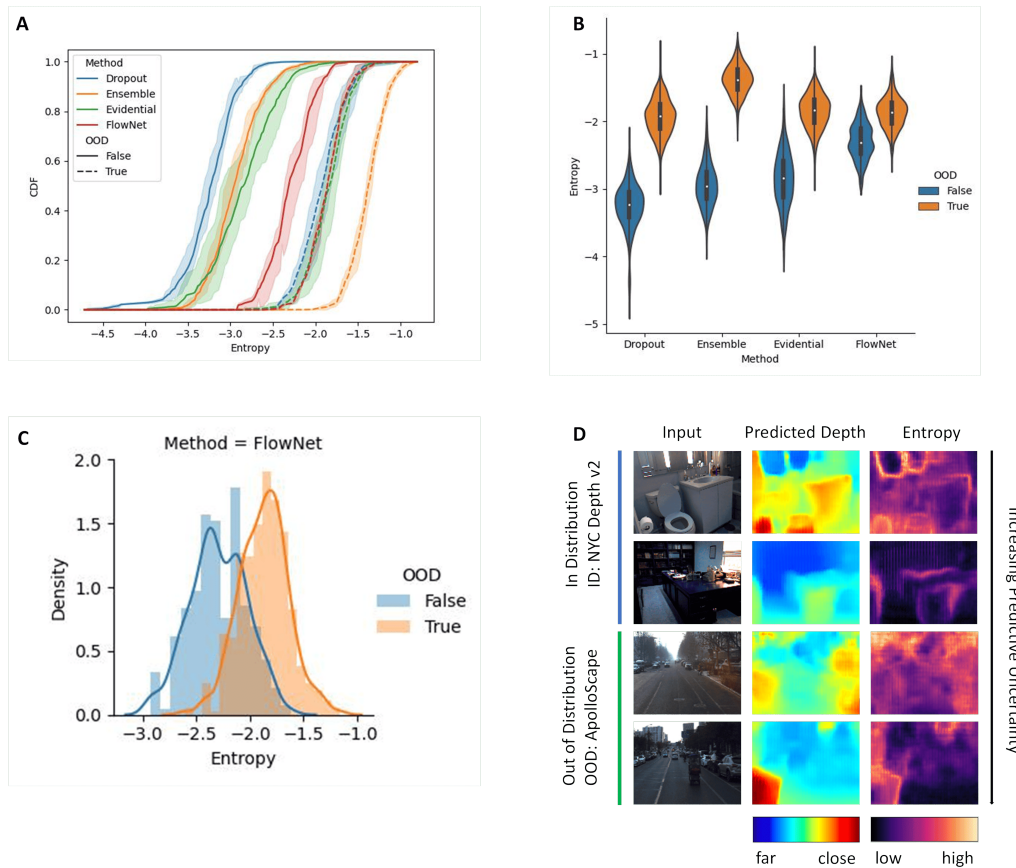 A
Method
Dropout
Ensemble
Evidential
FlowNet
OOD
False
True
CDF
1.0
0.8
0.6
0.4
0.2
0.0
−4.5 −4.0 −3.5 −3.0 −2.5 −2.0 −1.5 −1.0
Entropy
B
Entropy
−1
−2
−3
−4
−5
OOD
False
True
Dropout Ensemble Evidential FlowNet
Method
C
Method = FlowNet
Density
2.0
1.5
1.0
0.5
0.0
OOD
False
True
−3.0 −2.5 −2.0 −1.5 −1.0
Entropy
D
Input Predicted Depth Entropy
In Distribution
ID: NYC Depth v2
Out of Distribution
OOD: ApolloScape
Increasing Predictive Uncertainty
far close low high